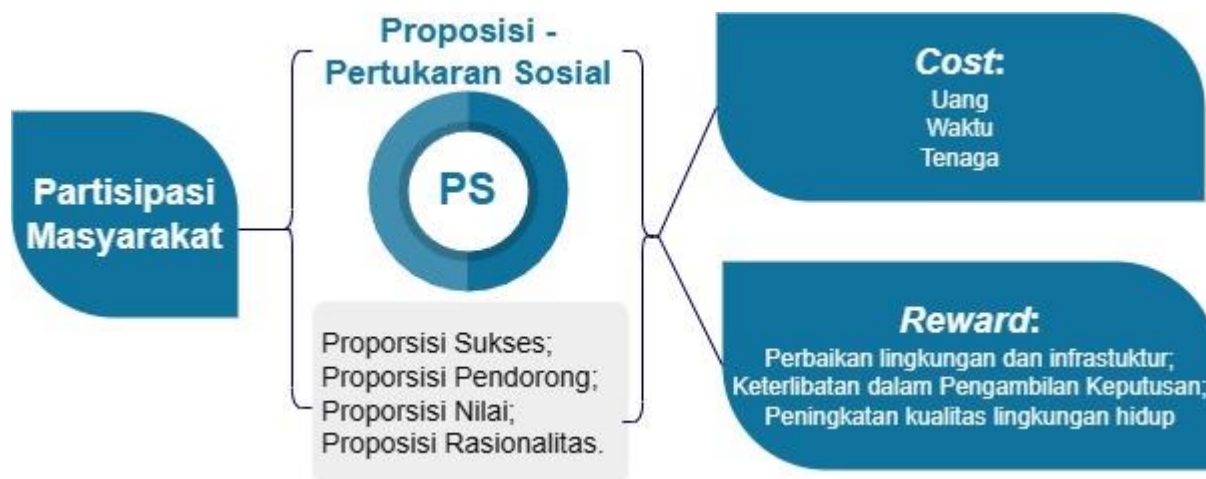 Partisipasi
Masyarakat
Proposisi -
Pertukaran Sosial
PS
Proporsisi Sukses;
Proporsisi Pendorong;
Proporsisi Nilai;
Proposisi Rasionalitas.
Cost:
Uang
Waktu
Tenaga
Reward:
Perbaikan lingkungan dan infrastuktur;
Keterlibatan dalam Pengambilan Keputusan;
Peningkatan kualitas lingkungan hidup